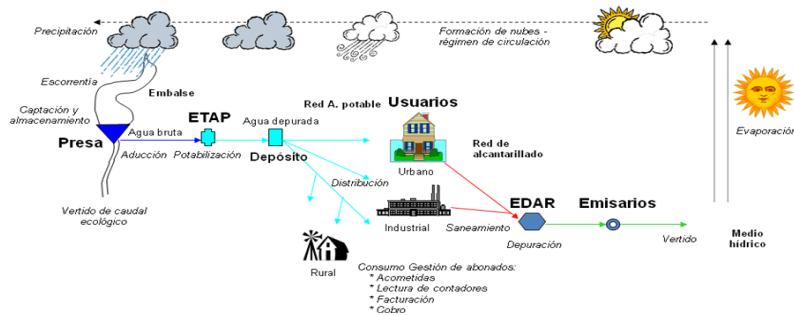 Precipitación
Formación de nubes -
régimen de circulación
Escorrentía
Embalse
Captación y
almacenamiento
Presa
Agua bruta
Aducción
ETAP
Potabilización
Agua depurada
Depósito
Red A. potable
Usuarios
Urbano
Red de
alcantarillado
Distribución
Evaporación
Vertido de caudal
ecológico
Rural
Industrial
Saneamiento
EDAR
Depuración
Emisarios
Vertido
Medio
hídrico
Consumo Gestión de abonados:
* Acometidas
* Lectura de contadores
* Facturación
* Cobro